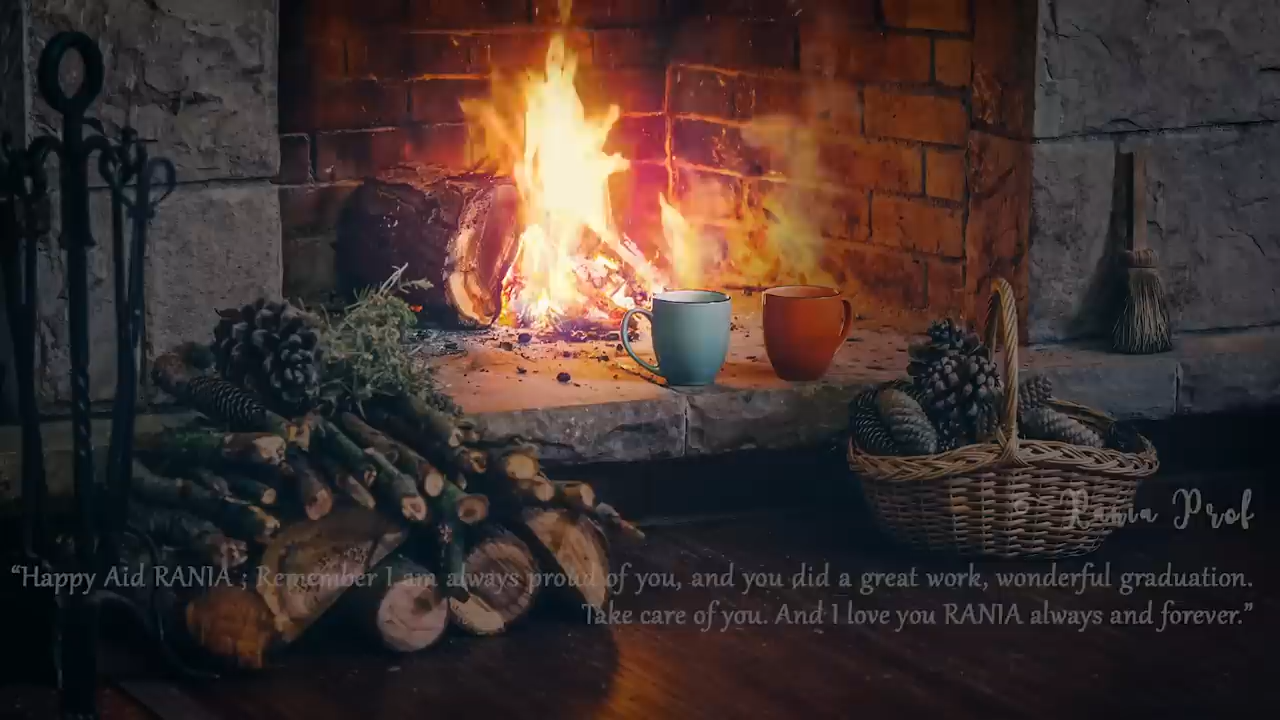 © Rania Prof
“Happy Aid RANIA ; Remember I am always proud of you, and you did a great work, wonderful graduation.
Take care of you. And I love you RANIA always and forever.”